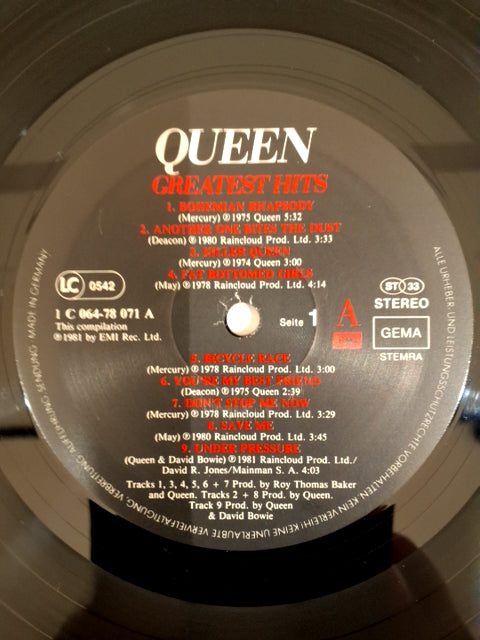 QUEEN
GREATEST HITS
1. BOHEMIAN RHAPSODY
(Mercury) ℗1975 Queen 5:32
2. ANOTHER ONE BITES THE DUST
(Deacon) ℗1980 Raincloud Prod. Ltd. 3:33
3. KILLER QUEEN
(Mercury) ℗1974 Queen 3:00
4. FAT BOTTOMED GIRLS
(May) ℗1978 Raincloud Prod. Ltd. 4:14
LC 0542
1 C 064-78 071 A
This compilation
℗1981 by EMI Rec. Ltd.
Seite 1
A
ST 33
STEREO
GEMA
STEMRA
5. BICYCLE RACE
(Mercury) ℗1978 Raincloud Prod. Ltd. 3:00
6. YOU'RE MY BEST FRIEND
(Deacon) ℗1975 Queen 2:39
7. DON'T STOP ME NOW
(Mercury) ℗1978 Raincloud Prod. Ltd. 3:29
8. SAVE ME
(May) ℗1980 Raincloud Prod. Ltd. 3:45
9. UNDER PRESSURE
(Queen & David Bowie) ℗1981 Raincloud Prod. Ltd./
David R. Jones/Mainman S. A. 4:03
Tracks 1, 3, 4, 5, 6 + 7 Prod. by Roy Thomas Baker
and Queen. Tracks 2 + 8 Prod. by Queen.
Track 9 Prod. by Queen
& David Bowie
ALLE URHEBER- UND LEISTUNGSSCHUTZRECHTE VORBEHALTEN. KEIN VERLEIH! KEINE UNERLAUBTE VERVIELFÄLTIGUNG, VERBREITUNG, AUFFÜHRUNG, SENDUNG · MADE IN GERMANY